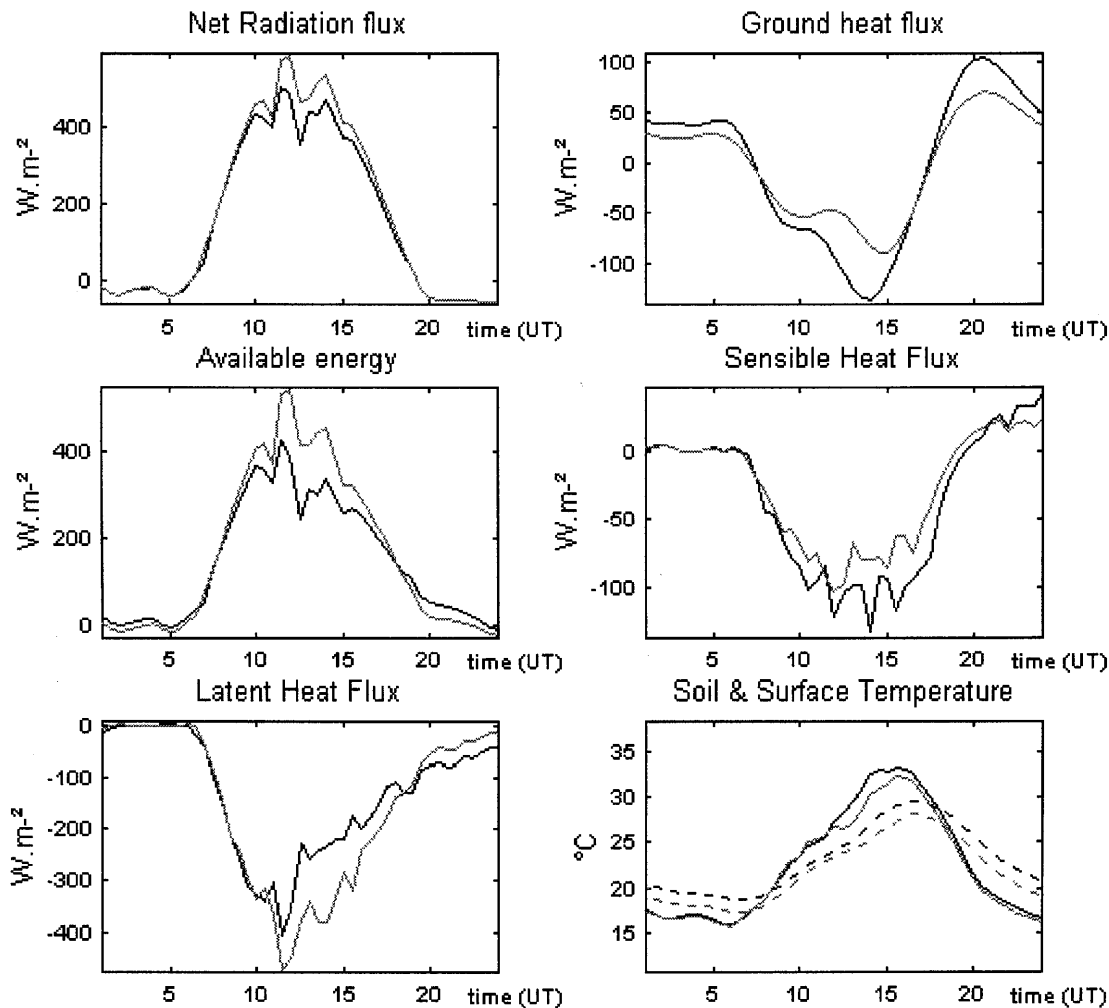 Net Radiation flux
W.m-²
400
200
0
5 10 15 20 time (UT)
Ground heat flux
W.m-²
100
50
0
-50
-100
5 10 15 20 time (UT)
Available energy
W.m-²
400
200
0
5 10 15 20 time (UT)
Sensible Heat Flux
W.m-²
0
-50
-100
5 10 15 20 time (UT)
Latent Heat Flux
W.m-²
0
-100
-200
-300
-400
5 10 15 20 time (UT)
Soil & Surface Temperature
°C
35
30
25
20
15
5 10 15 20 time (UT)